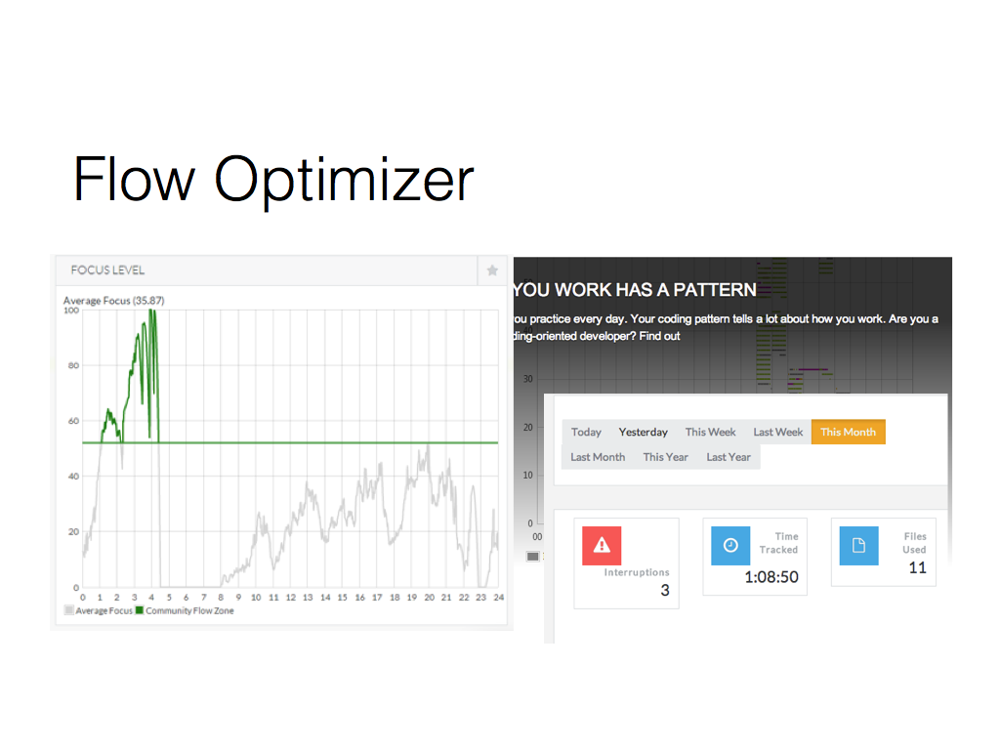 Flow Optimizer
FOCUS LEVEL
Average Focus (35.87)
100
80
60
40
20
0
0 1 2 3 4 5 6 7 8 9 10 11 12 13 14 15 16 17 18 19 20 21 22 23 24
Average Focus Community Flow Zone
YOU WORK HAS A PATTERN
ou practice every day. Your coding pattern tells a lot about how you work. Are you a
ding-oriented developer? Find out
30
20
10
0
00
Today Yesterday This Week Last Week This Month
Last Month This Year Last Year
Interruptions
3
Time
Tracked
1:08:50
Files
Used
11